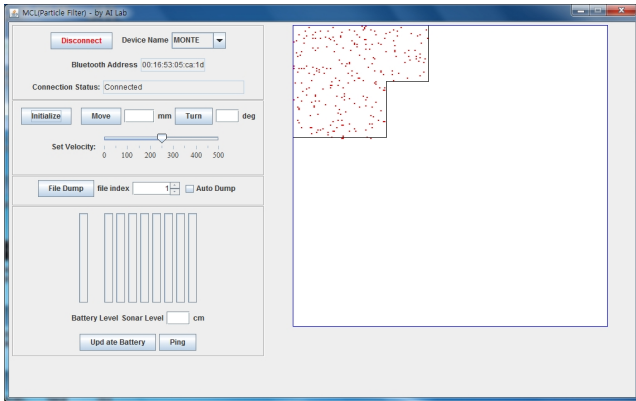 MCL(Particle Filter) - by AI Lab
Disconnect Device Name MONTE
Bluetooth Address 00:16:53:05:ca:1d
Connection Status: Connected
Initialize Move mm Turn deg
Set Velocity:
0 100 200 300 400 500
File Dump file index 1 Auto Dump
Battery Level Sonar Level cm
Upd ate Battery Ping